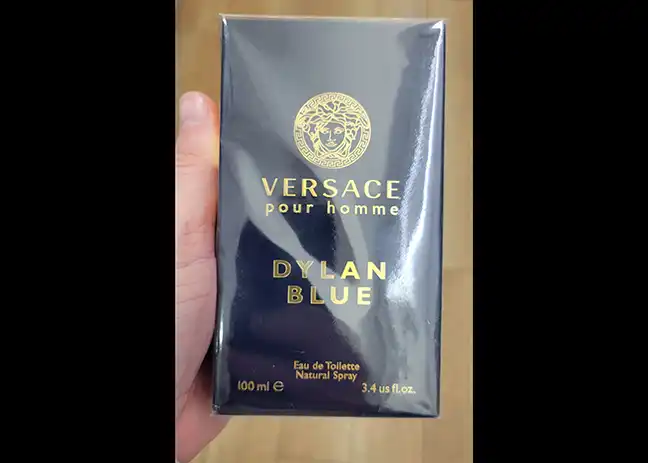 VERSACE
pour homme
DYLAN
BLUE
Eau de Toilette
Natural Spray
100 ml ℮ 3.4 us fl.oz.